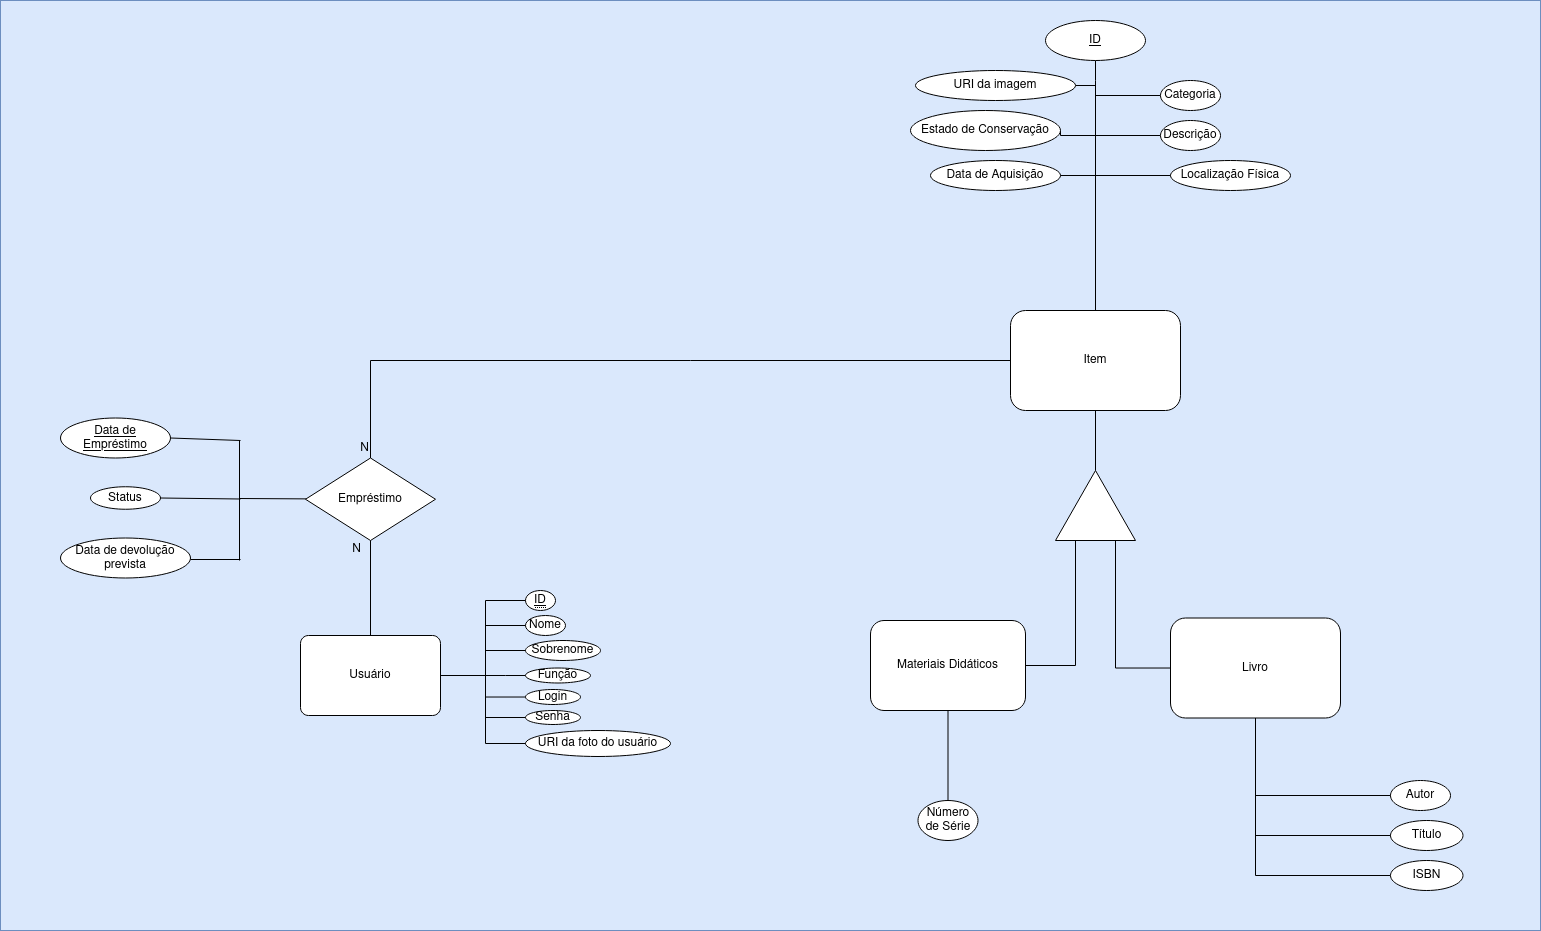 ID
URI da imagem
Categoria
Estado de Conservação
Descrição
Data de Aquisição
Localização Física
Item
N
Data de
Empréstimo
Status
Empréstimo
Data de devolução
prevista
N
ID
Nome
Sobrenome
Função
Login
Senha
URI da foto do usuário
Usuário
Materiais Didáticos
Livro
Número
de Série
Autor
Título
ISBN